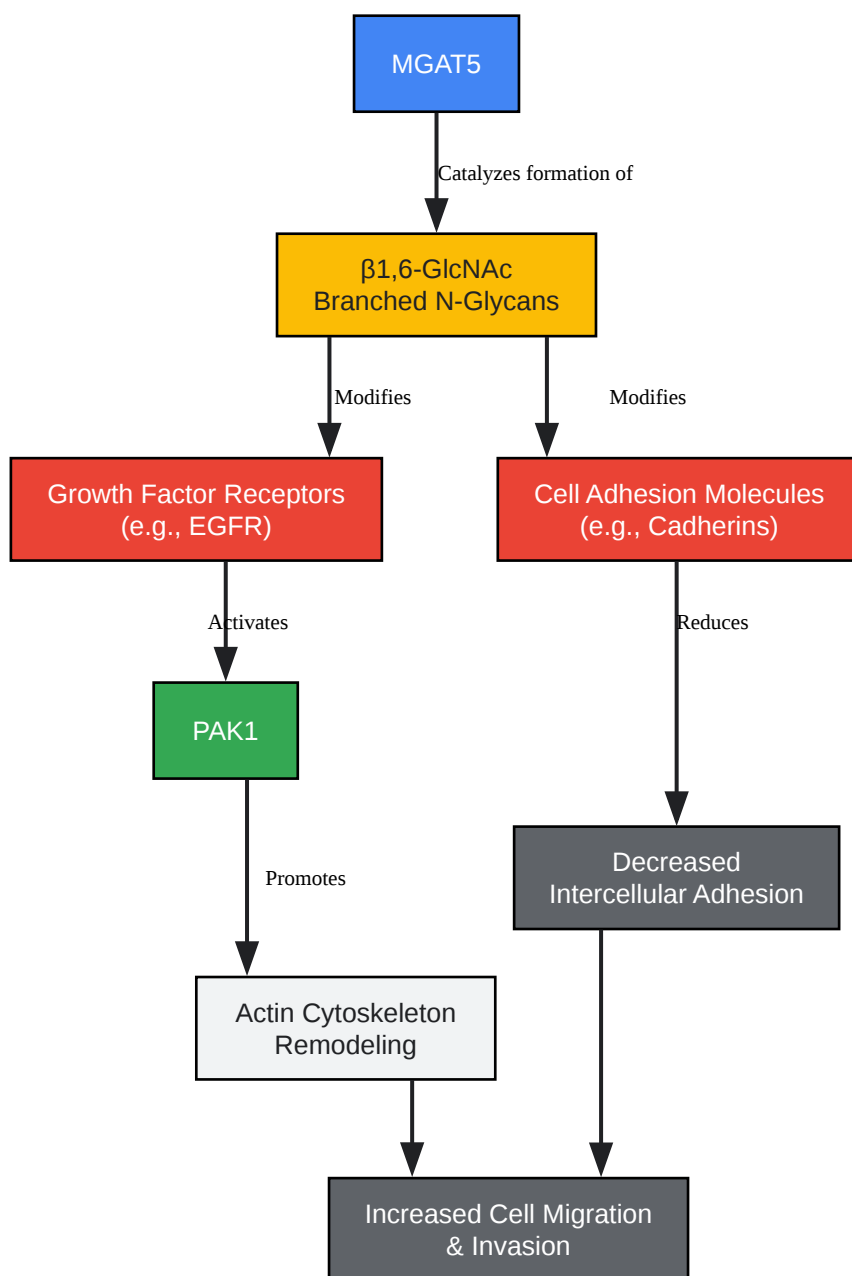 MGAT5
Catalyzes formation of
β1,6-GlcNAc
Branched N-Glycans
Modifies
Modifies
Growth Factor Receptors
(e.g., EGFR)
Cell Adhesion Molecules
(e.g., Cadherins)
Activates
Reduces
PAK1
Promotes
Decreased
Intercellular Adhesion
Actin Cytoskeleton
Remodeling
Increased Cell Migration
& Invasion